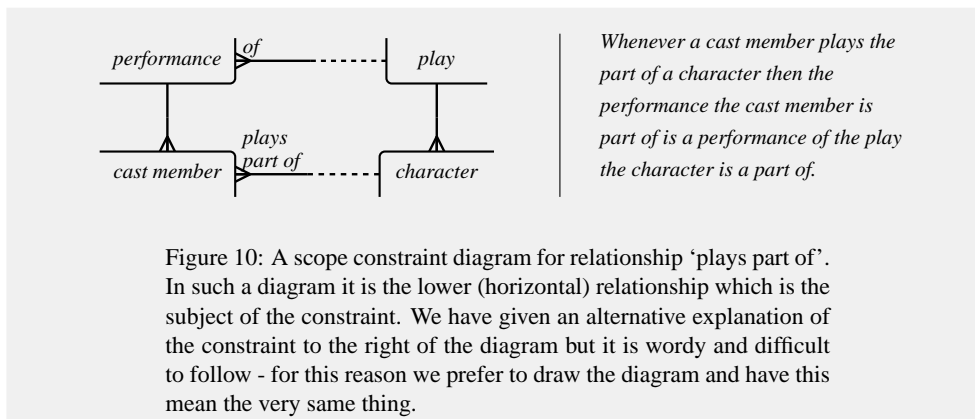 performance
of
play
plays
part of
cast member
character
Whenever a cast member plays the
part of a character then the
performance the cast member is
part of is a performance of the play
the character is a part of.
Figure 10: A scope constraint diagram for relationship ‘plays part of’.
In such a diagram it is the lower (horizontal) relationship which is the
subject of the constraint. We have given an alternative explanation of
the constraint to the right of the diagram but it is wordy and difficult
to follow - for this reason we prefer to draw the diagram and have this
mean the very same thing.